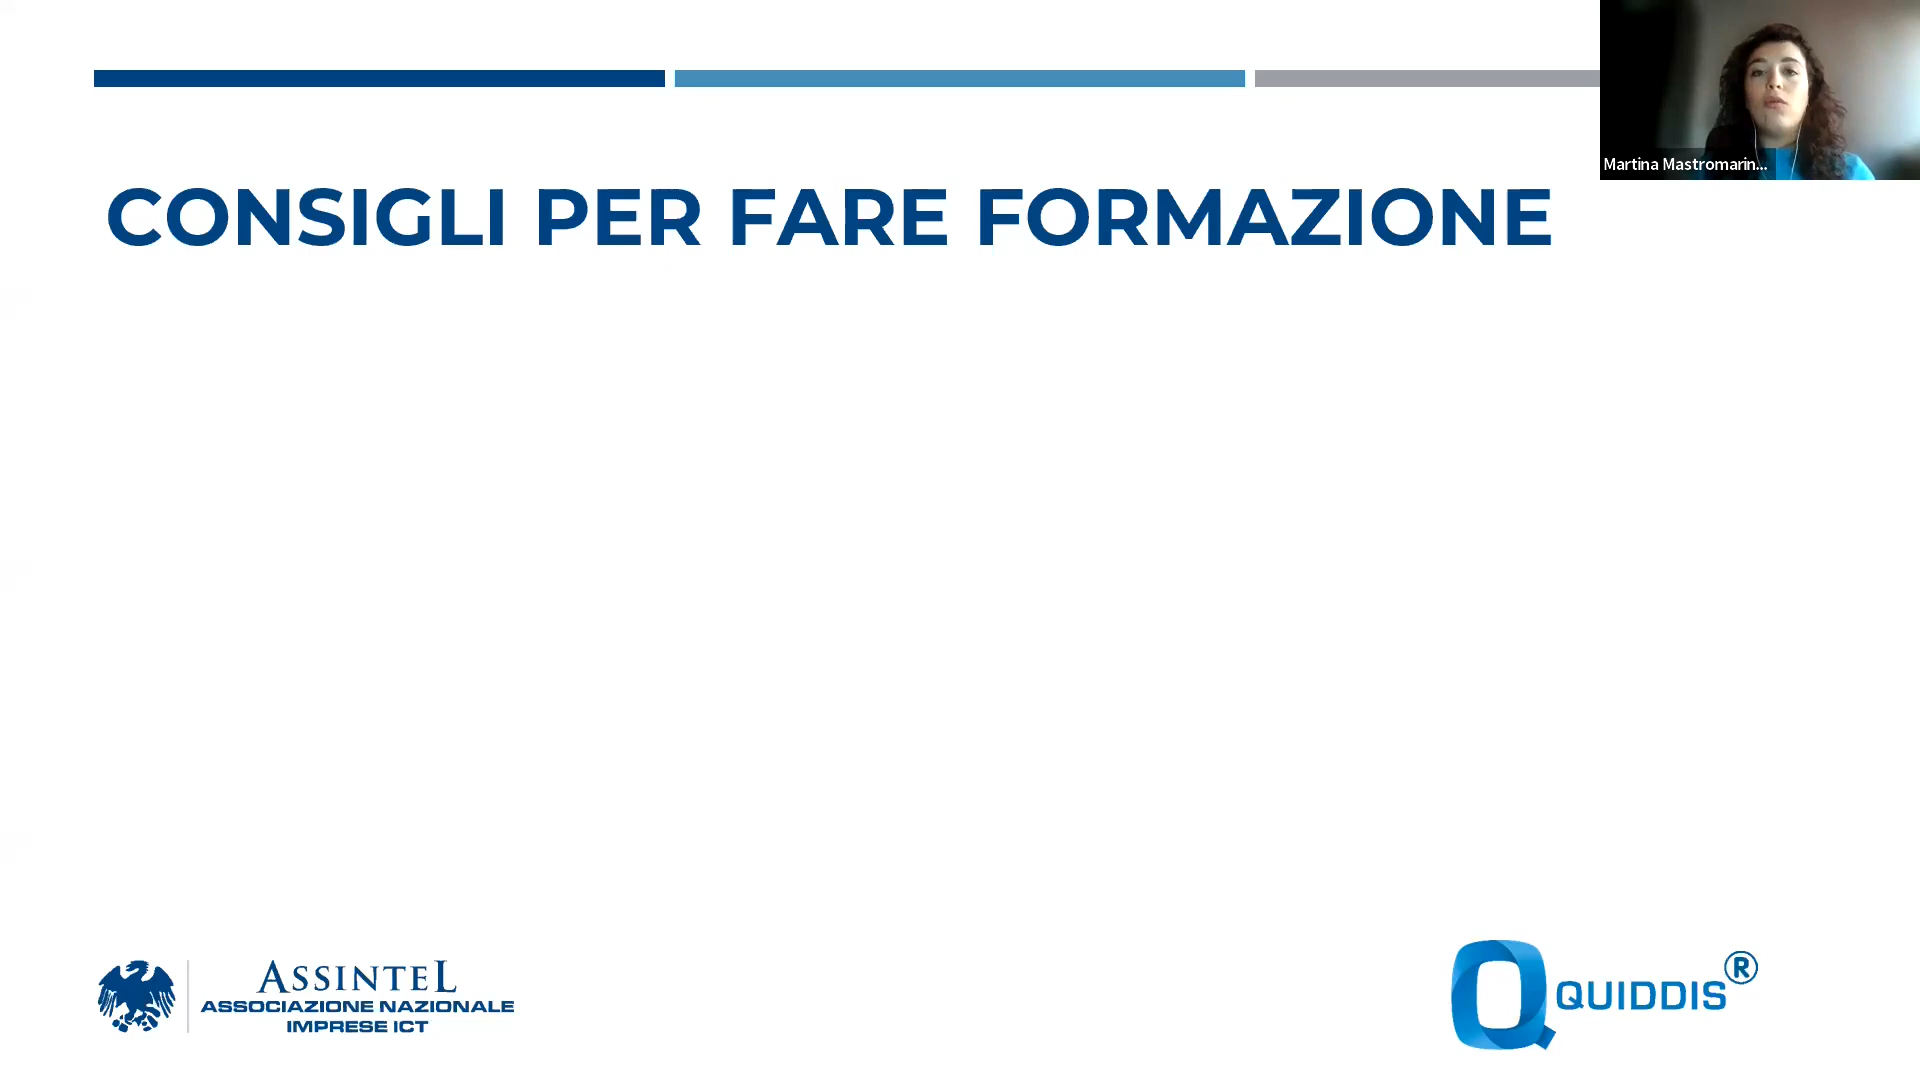 Martina Mastromarin...
CONSIGLI PER FARE FORMAZIONE
ASSINTEL
ASSOCIAZIONE NAZIONALE
IMPRESE ICT
QUIDDIS®